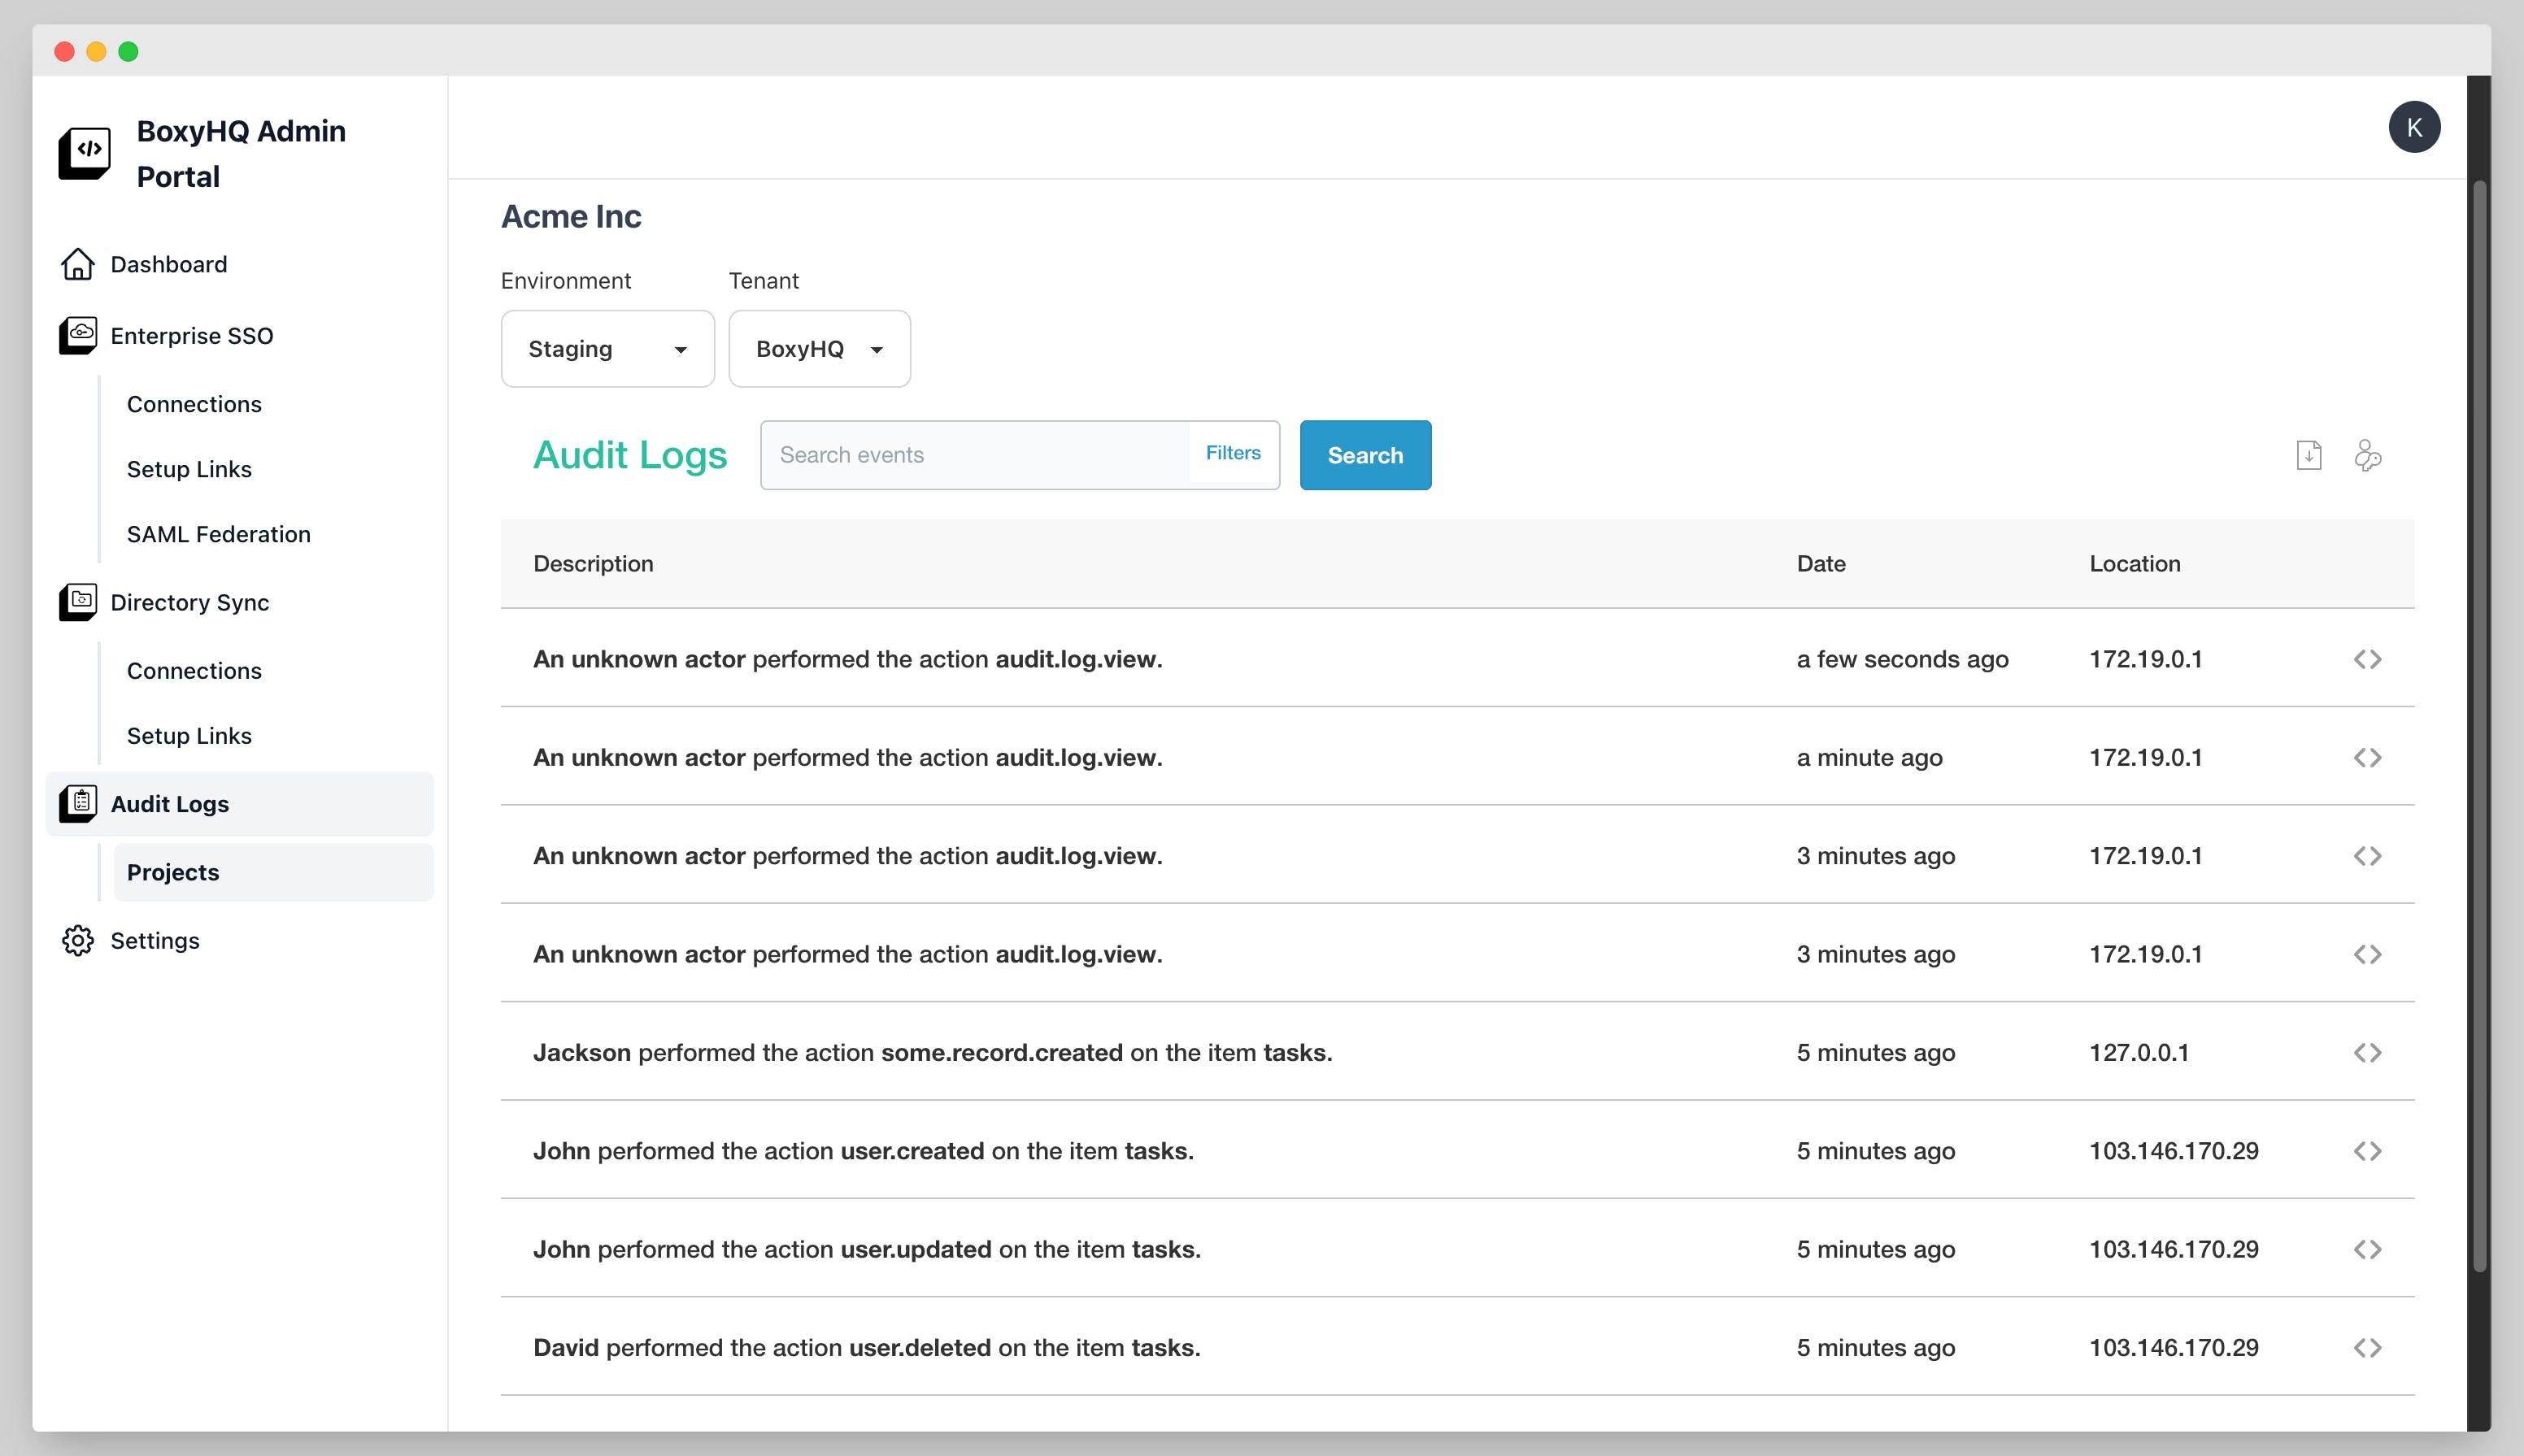 BoxyHQ Admin
Portal
Dashboard
Enterprise SSO
Connections
Setup Links
SAML Federation
Directory Sync
Connections
Setup Links
Audit Logs
Projects
Settings
K
Acme Inc
Environment Tenant
Staging BoxyHQ
Audit Logs Search events Filters Search
Description Date Location
An unknown actor performed the action audit.log.view. a few seconds ago 172.19.0.1
An unknown actor performed the action audit.log.view. a minute ago 172.19.0.1
An unknown actor performed the action audit.log.view. 3 minutes ago 172.19.0.1
An unknown actor performed the action audit.log.view. 3 minutes ago 172.19.0.1
Jackson performed the action some.record.created on the item tasks. 5 minutes ago 127.0.0.1
John performed the action user.created on the item tasks. 5 minutes ago 103.146.170.29
John performed the action user.updated on the item tasks. 5 minutes ago 103.146.170.29
David performed the action user.deleted on the item tasks. 5 minutes ago 103.146.170.29